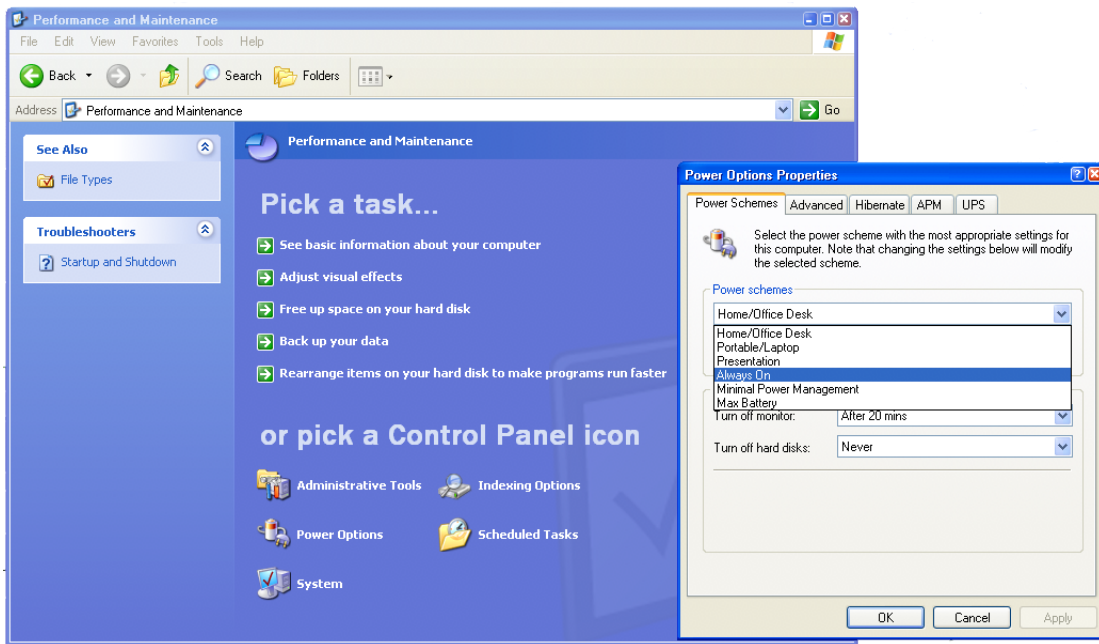 Performance and Maintenance
File Edit View Favorites Tools Help
Back Search Folders
Address Performance and Maintenance Go
See Also
File Types
Troubleshooters
Startup and Shutdown
Performance and Maintenance
Pick a task...
See basic information about your computer
Adjust visual effects
Free up space on your hard disk
Back up your data
Rearrange items on your hard disk to make programs run faster
or pick a Control Panel icon
Administrative Tools Indexing Options
Power Options Scheduled Tasks
System
Power Options Properties
Power Schemes Advanced Hibernate APM UPS
Select the power scheme with the most appropriate settings for
this computer. Note that changing the settings below will modify
the selected scheme.
Power schemes
Home/Office Desk
Home/Office Desk
Portable/Laptop
Presentation
Always On
Minimal Power Management
Max Battery
Turn off monitor: After 20 mins
Turn off hard disks: Never
OK Cancel Apply